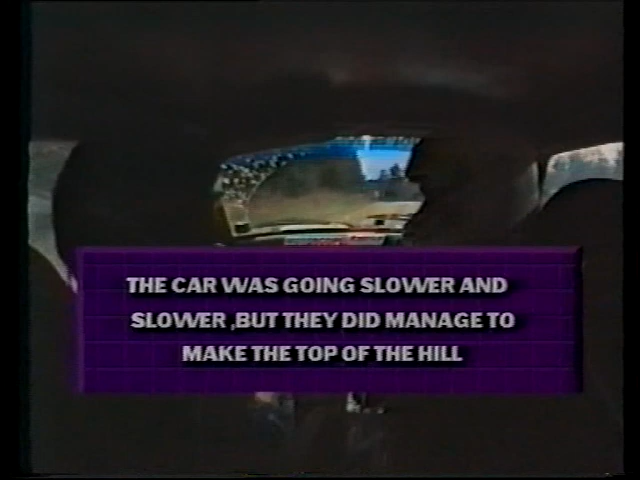 THE CAR WAS GOING SLOWER AND
SLOWER ,BUT THEY DID MANAGE TO
MAKE THE TOP OF THE HILL